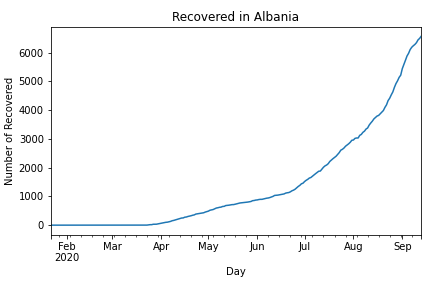 Recovered in Albania
Number of Recovered
6000
5000
4000
3000
2000
1000
0
Feb
2020
Mar
Apr
May
Jun
Jul
Aug
Sep
Day